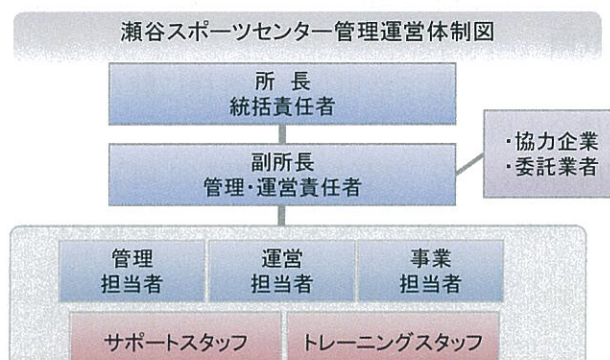 瀬谷スポーツセンター管理運営体制図
所 長
統括責任者
副所長
管理・運営責任者
・協力企業
・委託業者
管理
担当者
運営
担当者
事業
担当者
サポートスタッフ
トレーニングスタッフ